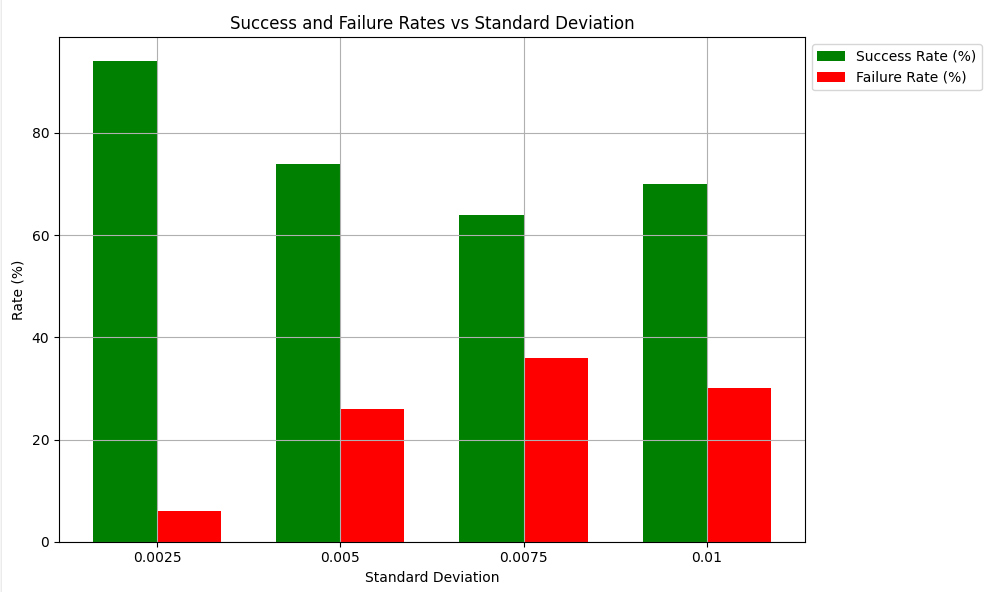 Success and Failure Rates vs Standard Deviation
Success Rate (%)
Failure Rate (%)
Rate (%)
80
60
40
20
0
0.0025 0.005 0.0075 0.01
Standard Deviation